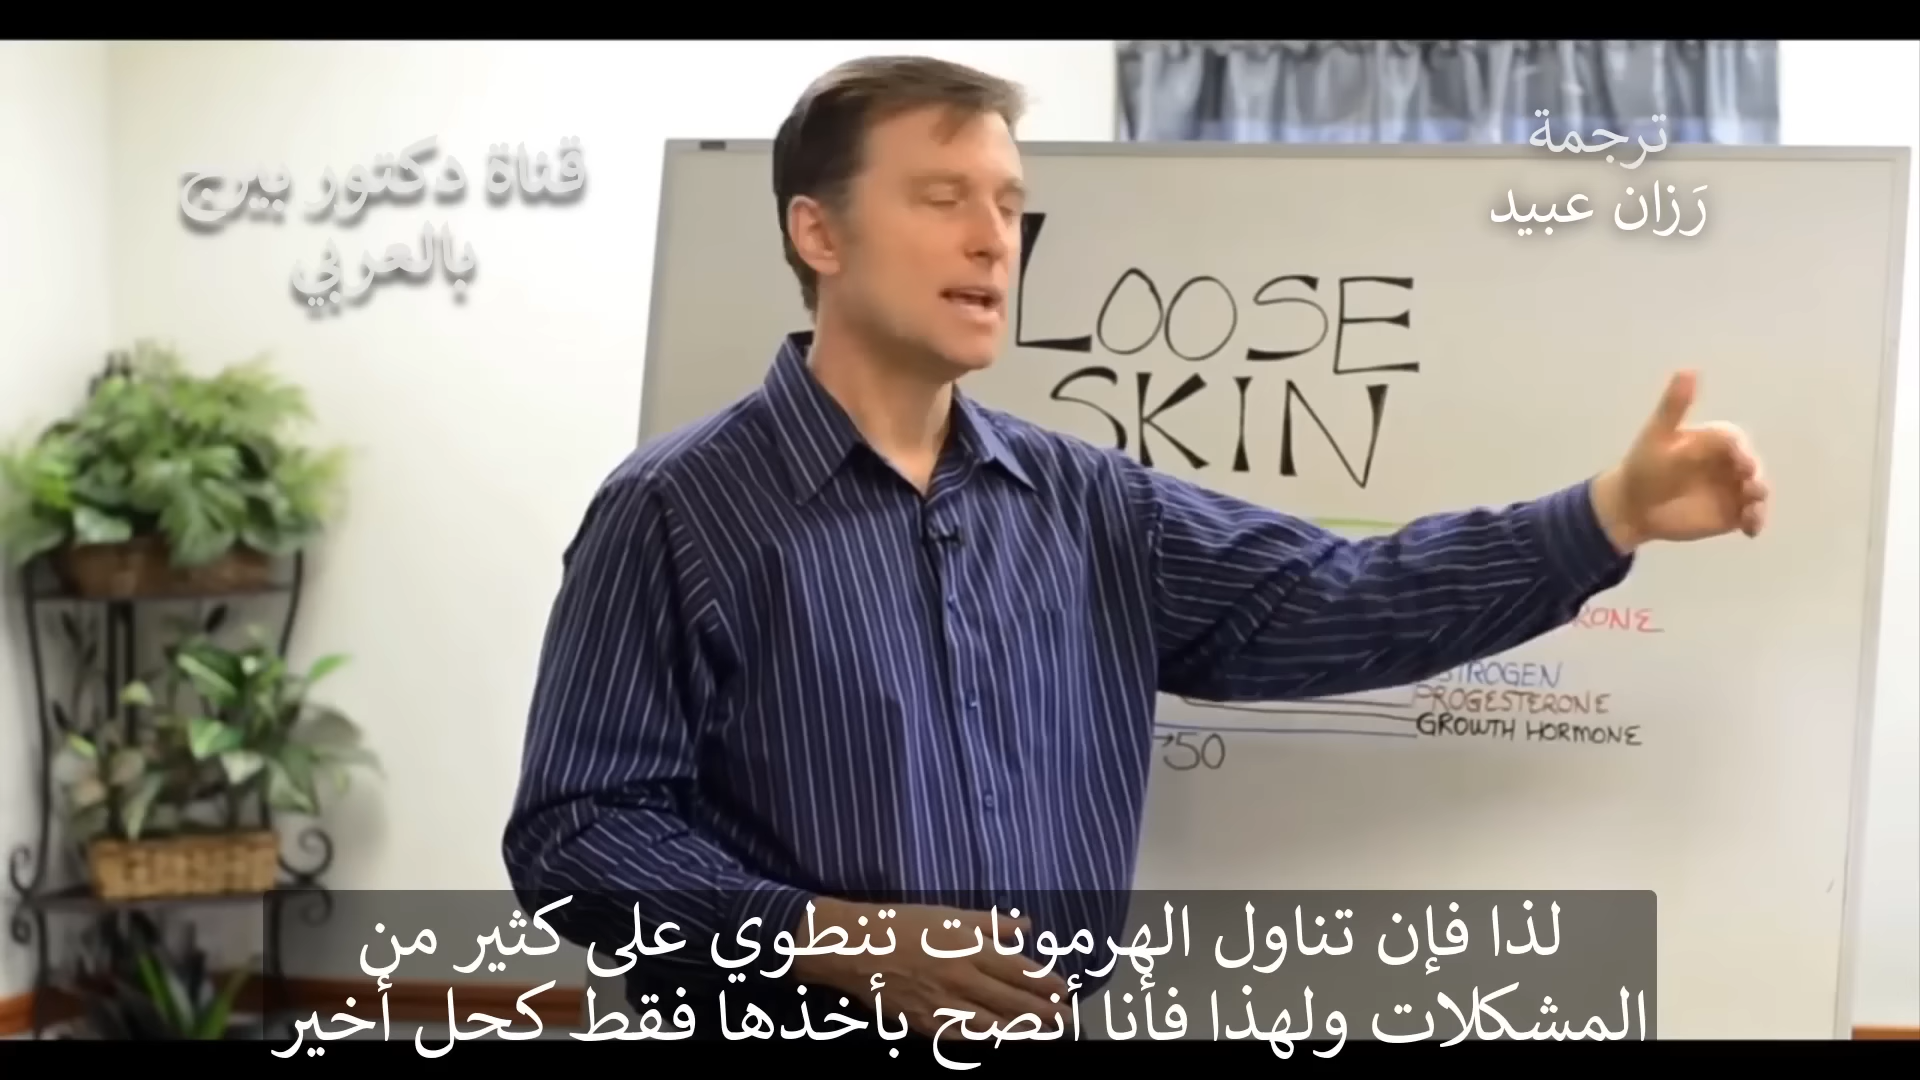 قناة دكتور بيرج
بالعربي
ترجمة
رَزان عبيد
LOOSE
SKIN
PROGESTERONE
GROWTH HORMONE
50
لذا فإن تناول الهرمونات تنطوي على كثير من
المشكلات ولهذا فأنا أنصح بأخذها فقط كحل أخير